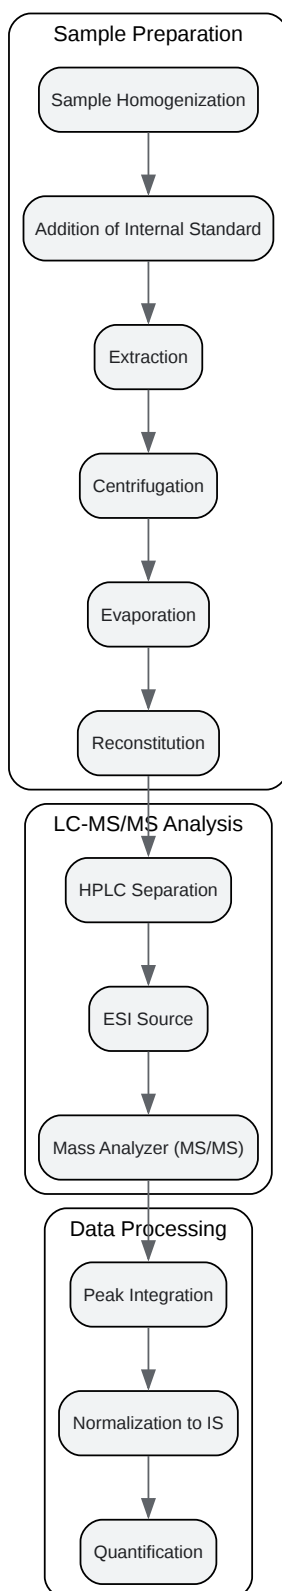 Sample Preparation
Sample Homogenization
Addition of Internal Standard
Extraction
Centrifugation
Evaporation
Reconstitution
LC-MS/MS Analysis
HPLC Separation
ESI Source
Mass Analyzer (MS/MS)
Data Processing
Peak Integration
Normalization to IS
Quantification